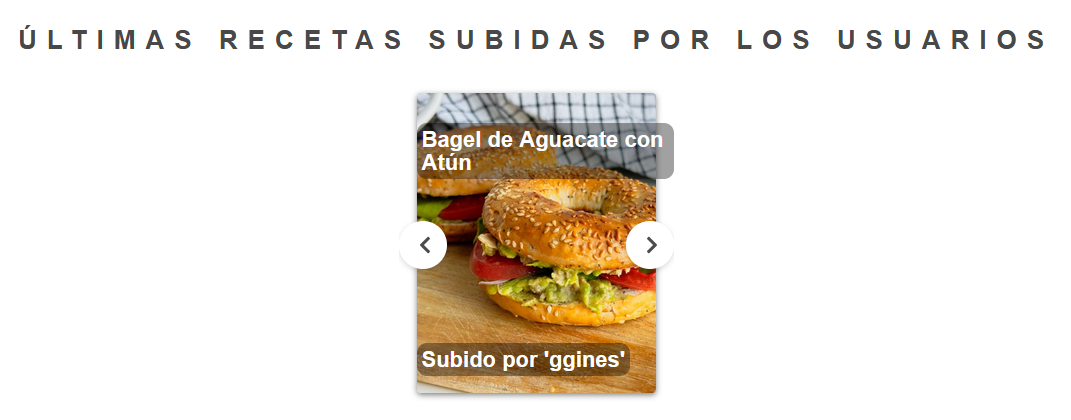 ÚLTIMAS RECETAS SUBIDAS POR LOS USUARIOS
Bagel de Aguacate con
Atún
Subido por 'ggines'